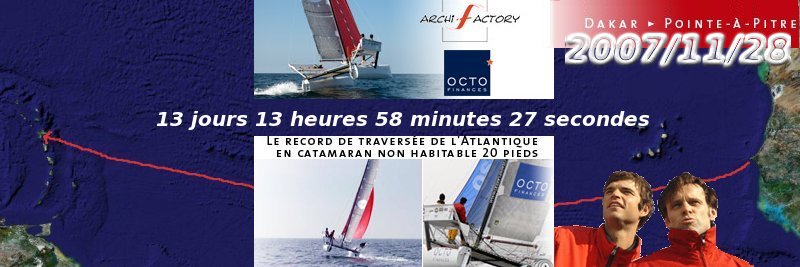 ARCHI FACTORY
DAKAR ▸ POINTE-À-PITRE
2007/11/28
OCTO
FINANCES
13 jours 13 heures 58 minutes 27 secondes
LE RECORD DE TRAVERSÉE DE L'ATLANTIQUE
EN CATAMARAN NON HABITABLE 20 PIEDS
OCTO
FINANCES